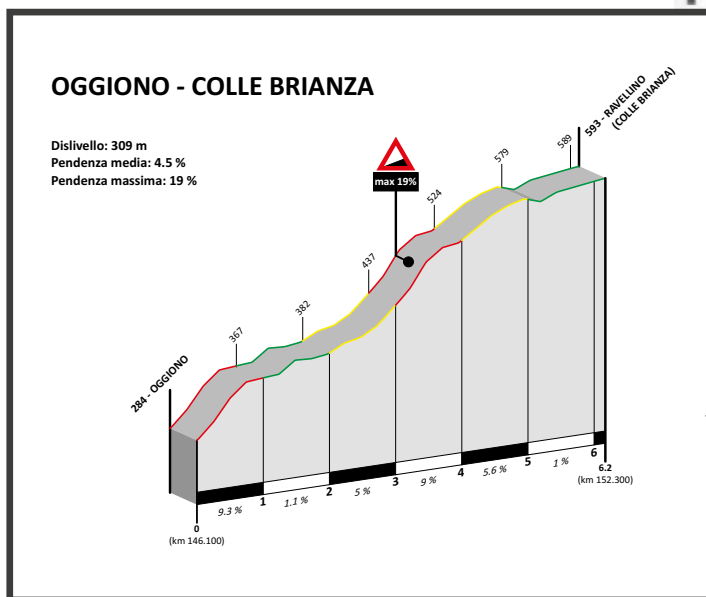 OGGIONO - COLLE BRIANZA
Dislivello: 309 m
Pendenza media: 4.5 %
Pendenza massima: 19 %
max 19%
284 - OGGIONO
367
382
437
524
579
589
593 - RAVELLINO
(COLLE BRIANZA)
9.3 %
1.1 %
5 %
9 %
5.6 %
1 %
0
(km 146.100)
1
2
3
4
5
6
6.2
(km 152.300)